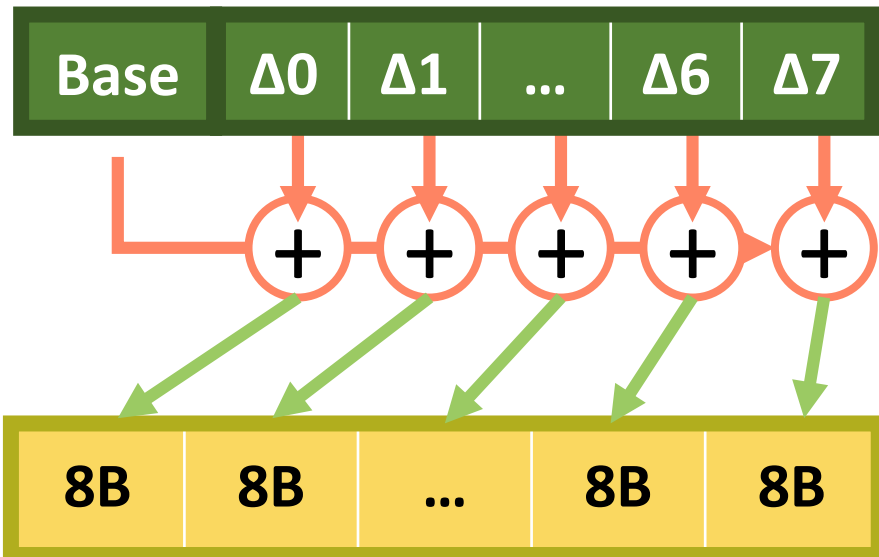 Base Δ0 Δ1 ... Δ6 Δ7
+ + + + +
8B 8B ... 8B 8B